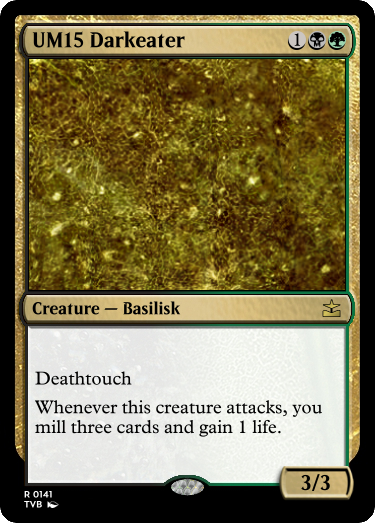 UM15 Darkeater 1
Creature — Basilisk
Deathtouch
Whenever this creature attacks, you
mill three cards and gain 1 life.
3/3
R 0141
TVB